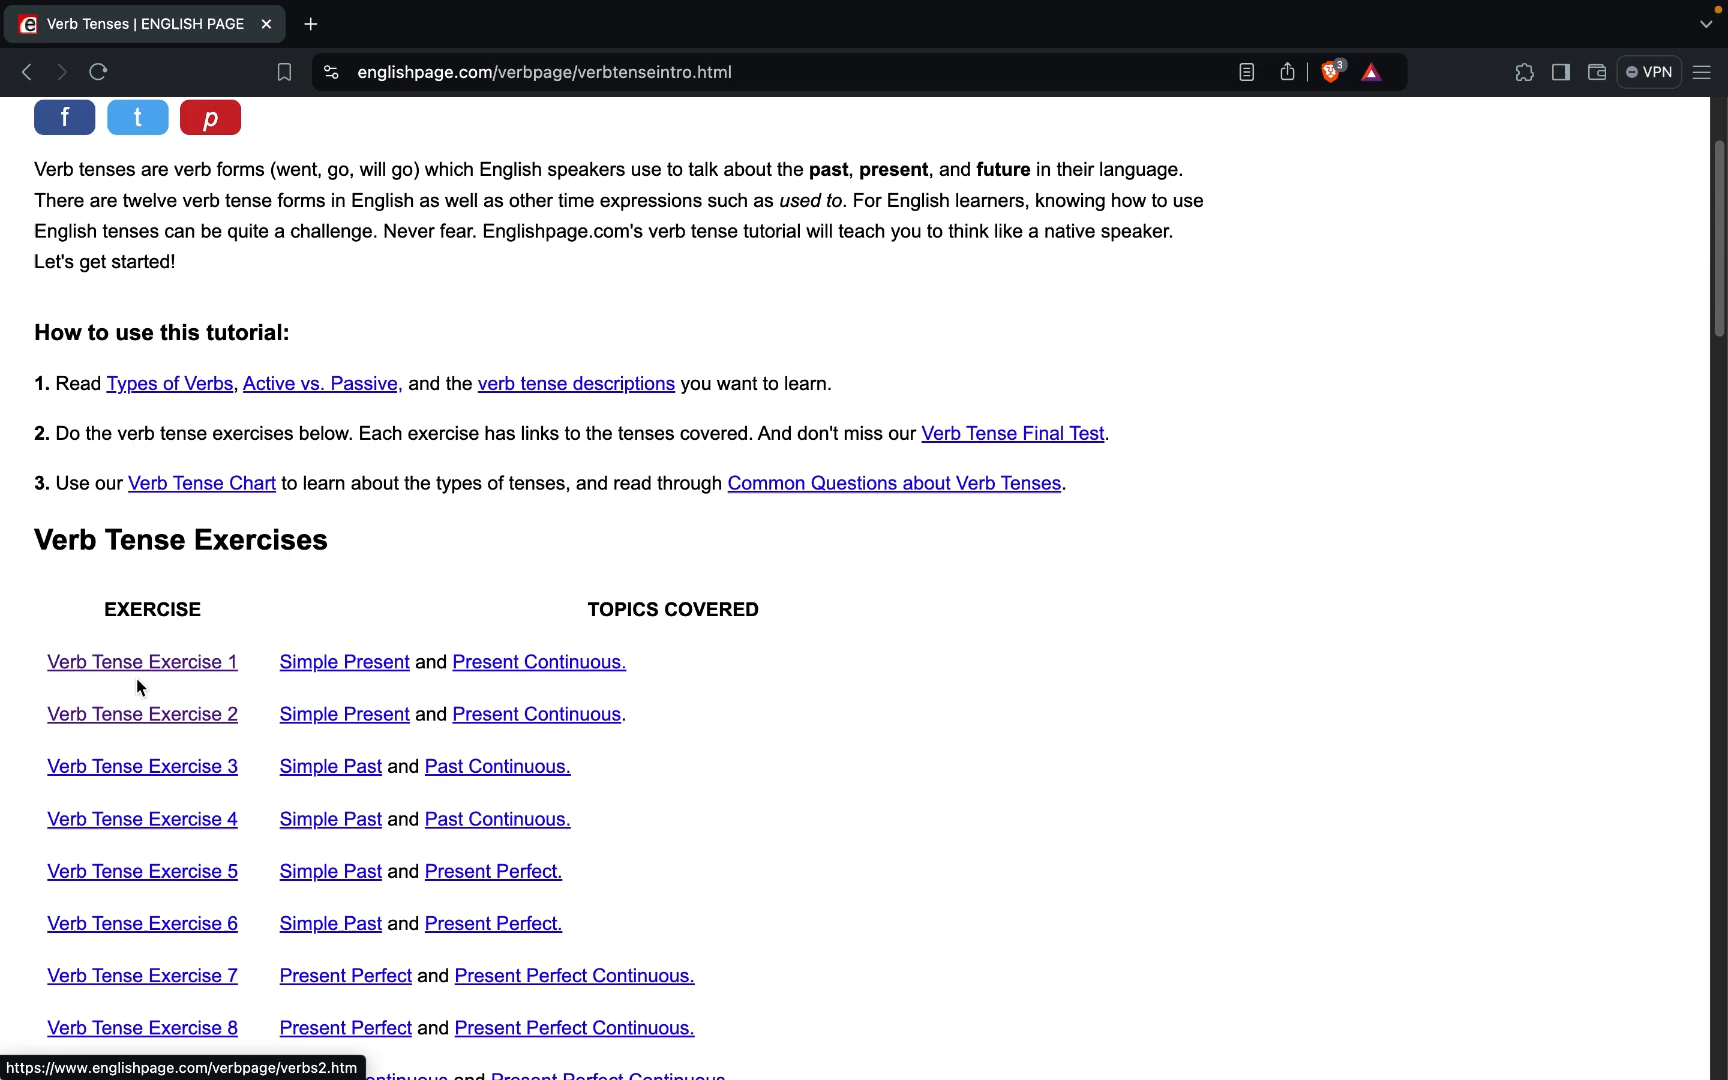 Verb Tenses | ENGLISH PAGE
englishpage.com/verbpage/verbtenseintro.html
3
VPN
f t p
Verb tenses are verb forms (went, go, will go) which English speakers use to talk about the past, present, and future in their language.
There are twelve verb tense forms in English as well as other time expressions such as used to. For English learners, knowing how to use
English tenses can be quite a challenge. Never fear. Englishpage.com's verb tense tutorial will teach you to think like a native speaker.
Let's get started!
How to use this tutorial:
1. Read Types of Verbs, Active vs. Passive, and the verb tense descriptions you want to learn.
2. Do the verb tense exercises below. Each exercise has links to the tenses covered. And don't miss our Verb Tense Final Test.
3. Use our Verb Tense Chart to learn about the types of tenses, and read through Common Questions about Verb Tenses.
Verb Tense Exercises
EXERCISE TOPICS COVERED
Verb Tense Exercise 1 Simple Present and Present Continuous.
Verb Tense Exercise 2 Simple Present and Present Continuous.
Verb Tense Exercise 3 Simple Past and Past Continuous.
Verb Tense Exercise 4 Simple Past and Past Continuous.
Verb Tense Exercise 5 Simple Past and Present Perfect.
Verb Tense Exercise 6 Simple Past and Present Perfect.
Verb Tense Exercise 7 Present Perfect and Present Perfect Continuous.
Verb Tense Exercise 8 Present Perfect and Present Perfect Continuous.
https://www.englishpage.com/verbpage/verbs2.htm
and Present Perfect Continuous.